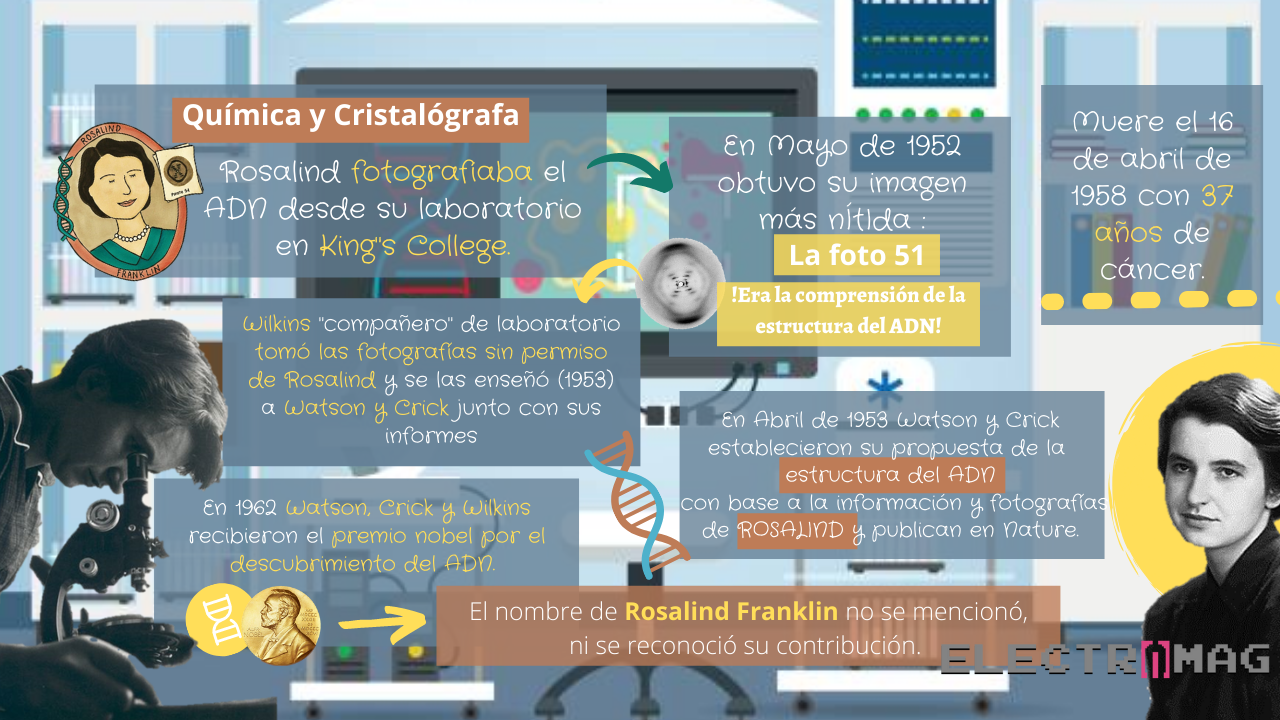 Química y Cristalógrafa
ROSALIND
FRANKLIN
Rosalind fotografiaba el
ADN desde su laboratorio
en King"s College.
En Mayo de 1952
obtuvo su imagen
más nÍtIda :
La foto 51
!Era la comprensión de la
estructura del ADN!
Muere el 16
de abril de
1958 con 37
años de
cáncer.
Wilkins "compañero" de laboratorio
tomó las fotografías sin permiso
de Rosalind y se las enseñó (1953)
a Watson y Crick junto con sus
informes
En Abril de 1953 Watson y Crick
establecieron su propuesta de la
estructura del ADN
con base a la información y fotografías
de ROSALIND y publican en Nature.
En 1962 Watson, Crick y Wilkins
recibieron el premio nobel por el
descubrimiento del ADN.
El nombre de Rosalind Franklin no se mencionó,
ni se reconoció su contribución.
ELECTROMAG